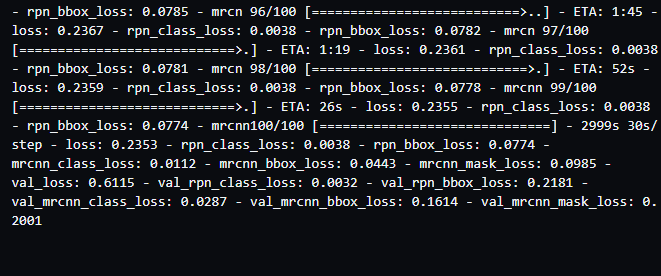 - rpn_bbox_loss: 0.0785 - mrcn 96/100 [===========================>..] - ETA: 1:45 -
loss: 0.2367 - rpn_class_loss: 0.0038 - rpn_bbox_loss: 0.0782 - mrcn 97/100
[============================>.] - ETA: 1:19 - loss: 0.2361 - rpn_class_loss: 0.0038
- rpn_bbox_loss: 0.0781 - mrcn 98/100 [============================>.] - ETA: 52s -
loss: 0.2359 - rpn_class_loss: 0.0038 - rpn_bbox_loss: 0.0778 - mrcnn 99/100
[============================>.] - ETA: 26s - loss: 0.2355 - rpn_class_loss: 0.0038
- rpn_bbox_loss: 0.0774 - mrcnn100/100 [==============================] - 2999s 30s/
step - loss: 0.2353 - rpn_class_loss: 0.0038 - rpn_bbox_loss: 0.0774 -
mrcnn_class_loss: 0.0112 - mrcnn_bbox_loss: 0.0443 - mrcnn_mask_loss: 0.0985 -
val_loss: 0.6115 - val_rpn_class_loss: 0.0032 - val_rpn_bbox_loss: 0.2181 -
val_mrcnn_class_loss: 0.0287 - val_mrcnn_bbox_loss: 0.1614 - val_mrcnn_mask_loss: 0.
2001